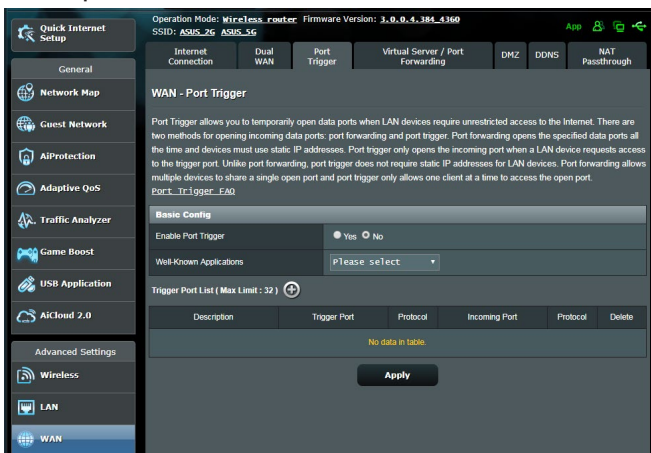 Quick Internet
Setup
General
Network Map
Guest Network
AiProtection
Adaptive QoS
Traffic Analyzer
Game Boost
USB Application
AiCloud 2.0
Advanced Settings
Wireless
LAN
WAN
Operation Mode: Wireless router Firmware Version: 3.0.0.4.384_4360
SSID: ASUS_2G ASUS_5G
App
Internet Connection
Dual WAN
Port Trigger
Virtual Server / Port Forwarding
DMZ
DDNS
NAT Passthrough
WAN - Port Trigger
Port Trigger allows you to temporarily open data ports when LAN devices require unrestricted access to the Internet. There are
two methods for opening incoming data ports: port forwarding and port trigger. Port forwarding opens the specified data ports all
the time and devices must use static IP addresses. Port trigger only opens the incoming port when a LAN device requests access
to the trigger port. Unlike port forwarding, port trigger does not require static IP addresses for LAN devices. Port forwarding allows
multiple devices to share a single open port and port trigger only allows one client at a time to access the open port.
Port Trigger FAQ
Basic Config
Enable Port Trigger Yes No
Well-Known Applications Please select
Trigger Port List ( Max Limit : 32 )
Description Trigger Port Protocol Incoming Port Protocol Delete
No data in table.
Apply